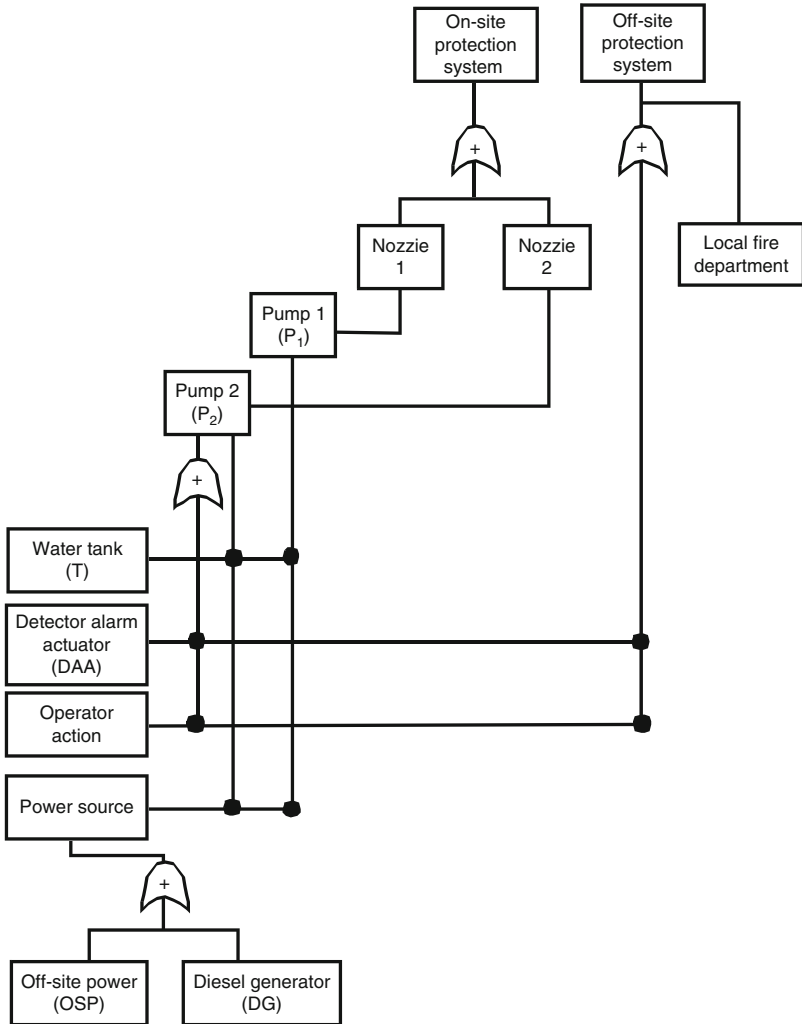 On-site
protection
system
Off-site
protection
system
+
+
Nozzie
1
Nozzie
2
Local fire
department
Pump 1
(P₁)
Pump 2
(P₂)
+
Water tank
(T)
Detector alarm
actuator
(DAA)
Operator
action
Power source
+
Off-site power
(OSP)
Diesel generator
(DG)